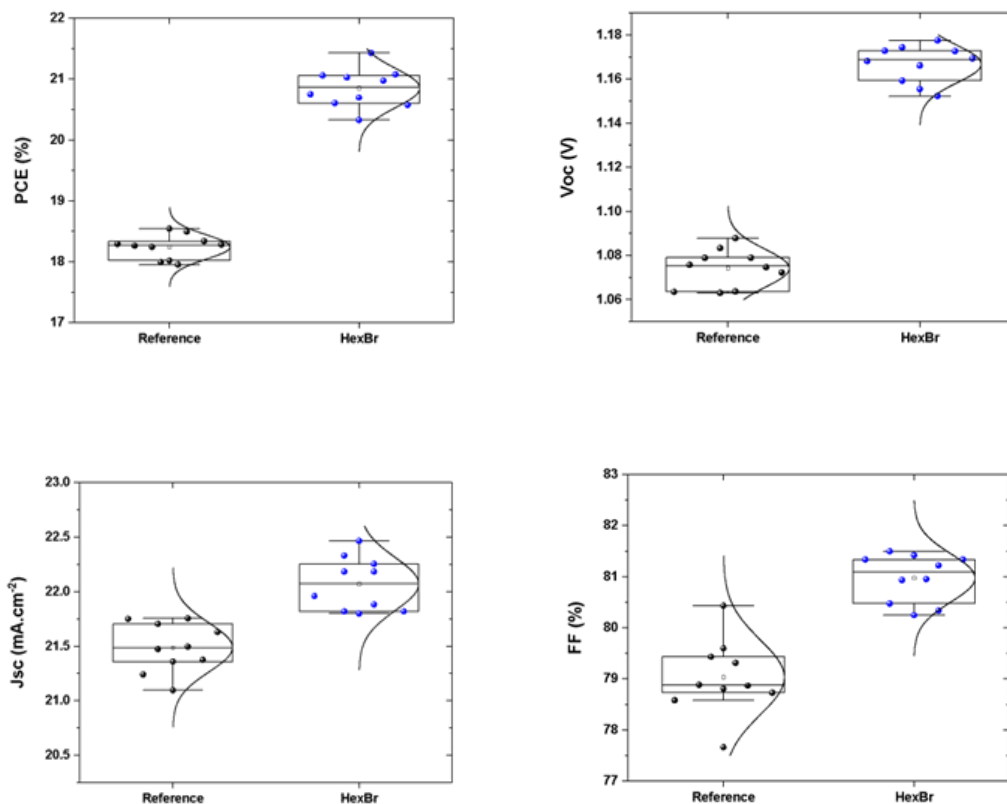 PCE (%)
22
21
20
19
18
17
Reference
HexBr
Voc (V)
1.18
1.16
1.14
1.12
1.10
1.08
1.06
Reference
HexBr
Jsc (mA.cm⁻²)
23.0
22.5
22.0
21.5
21.0
20.5
Reference
HexBr
FF (%)
83
82
81
80
79
78
77
Reference
HexBr